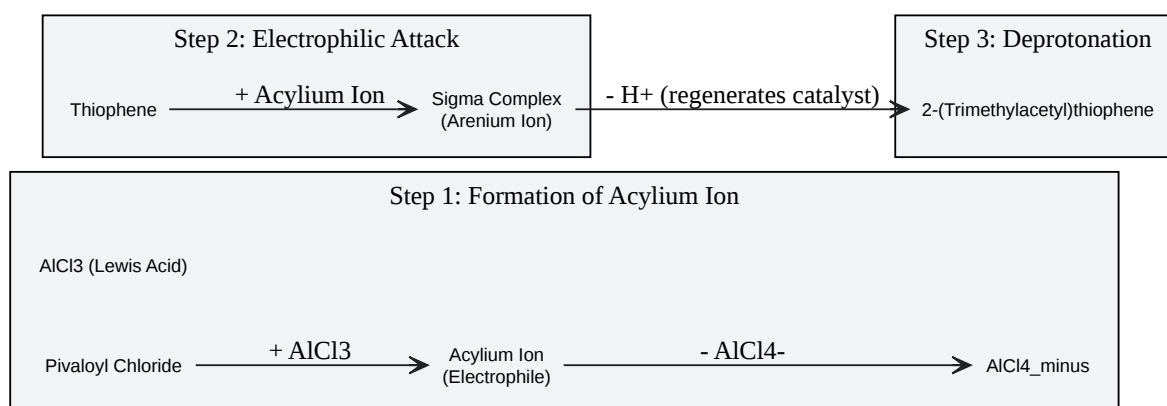 Step 2: Electrophilic Attack
Thiophene
+ Acylium Ion
Sigma Complex
(Arenium Ion)
- H+ (regenerates catalyst)
Step 3: Deprotonation
2-(Trimethylacetyl)thiophene
Step 1: Formation of Acylium Ion
AlCl3 (Lewis Acid)
Pivaloyl Chloride
+ AlCl3
Acylium Ion
(Electrophile)
- AlCl4-
AlCl4_minus